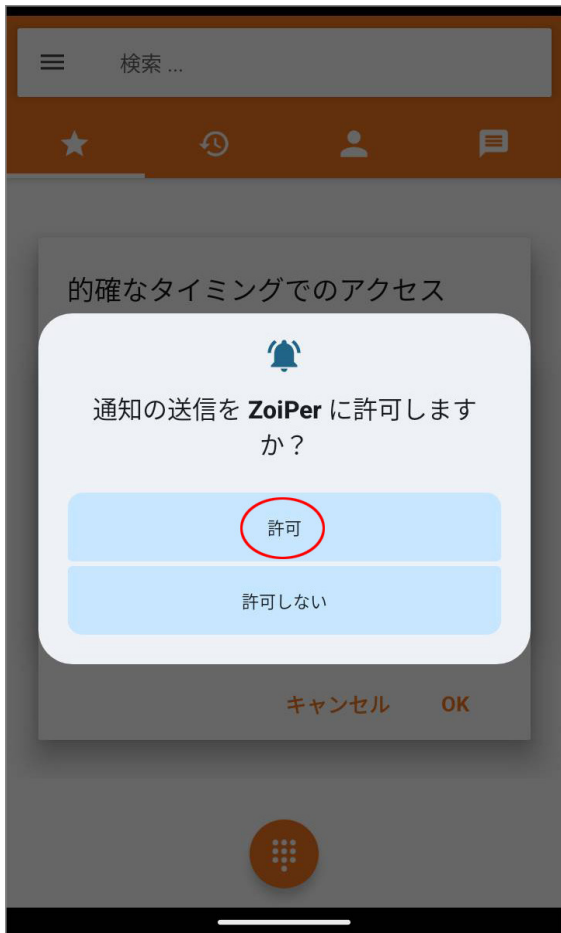 検索 ...
的確なタイミングでのアクセス
通知の送信を ZoiPer に許可します
か？
許可
許可しない
キャンセル OK